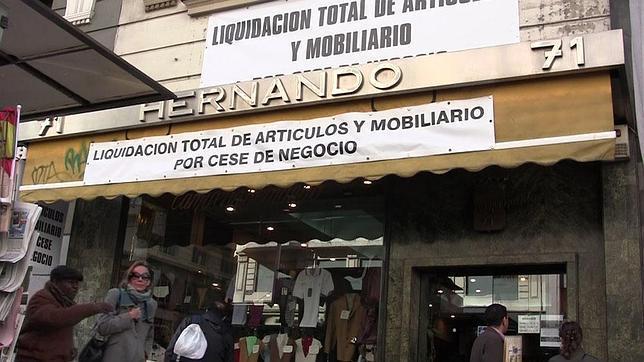 LIQUIDACION TOTAL DE ARTICULOS
Y MOBILIARIO
71 HERNANDO 71
LIQUIDACION TOTAL DE ARTICULOS Y MOBILIARIO
POR CESE DE NEGOCIO